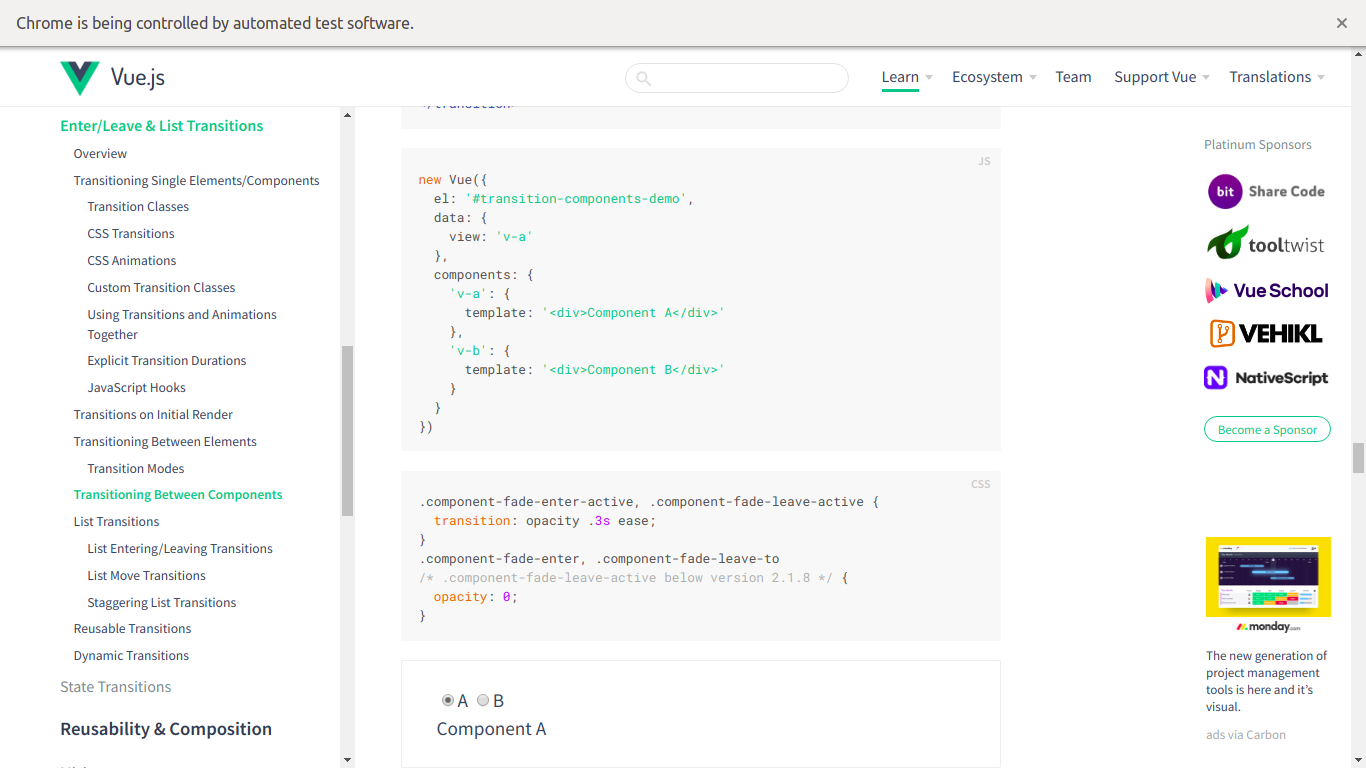 Chrome is being controlled by automated test software.
Vue.js
Learn
Ecosystem
Team
Support Vue
Translations
Enter/Leave & List Transitions
Overview
Transitioning Single Elements/Components
Transition Classes
CSS Transitions
CSS Animations
Custom Transition Classes
Using Transitions and Animations
Together
Explicit Transition Durations
JavaScript Hooks
Transitions on Initial Render
Transitioning Between Elements
Transition Modes
Transitioning Between Components
List Transitions
List Entering/Leaving Transitions
List Move Transitions
Staggering List Transitions
Reusable Transitions
Dynamic Transitions
State Transitions
Reusability & Composition
</transition>
JS
new Vue({
  el: '#transition-components-demo',
  data: {
    view: 'v-a'
  },
  components: {
    'v-a': {
      template: '<div>Component A</div>'
    },
    'v-b': {
      template: '<div>Component B</div>'
    }
  }
})
CSS
.component-fade-enter-active, .component-fade-leave-active {
  transition: opacity .3s ease;
}
.component-fade-enter, .component-fade-leave-to
/* .component-fade-leave-active below version 2.1.8 */ {
  opacity: 0;
}
A B
Component A
Platinum Sponsors
bit Share Code
tooltwist
Vue School
VEHIKL
NativeScript
Become a Sponsor
monday.com
The new generation of
project management
tools is here and it's
visual.
ads via Carbon